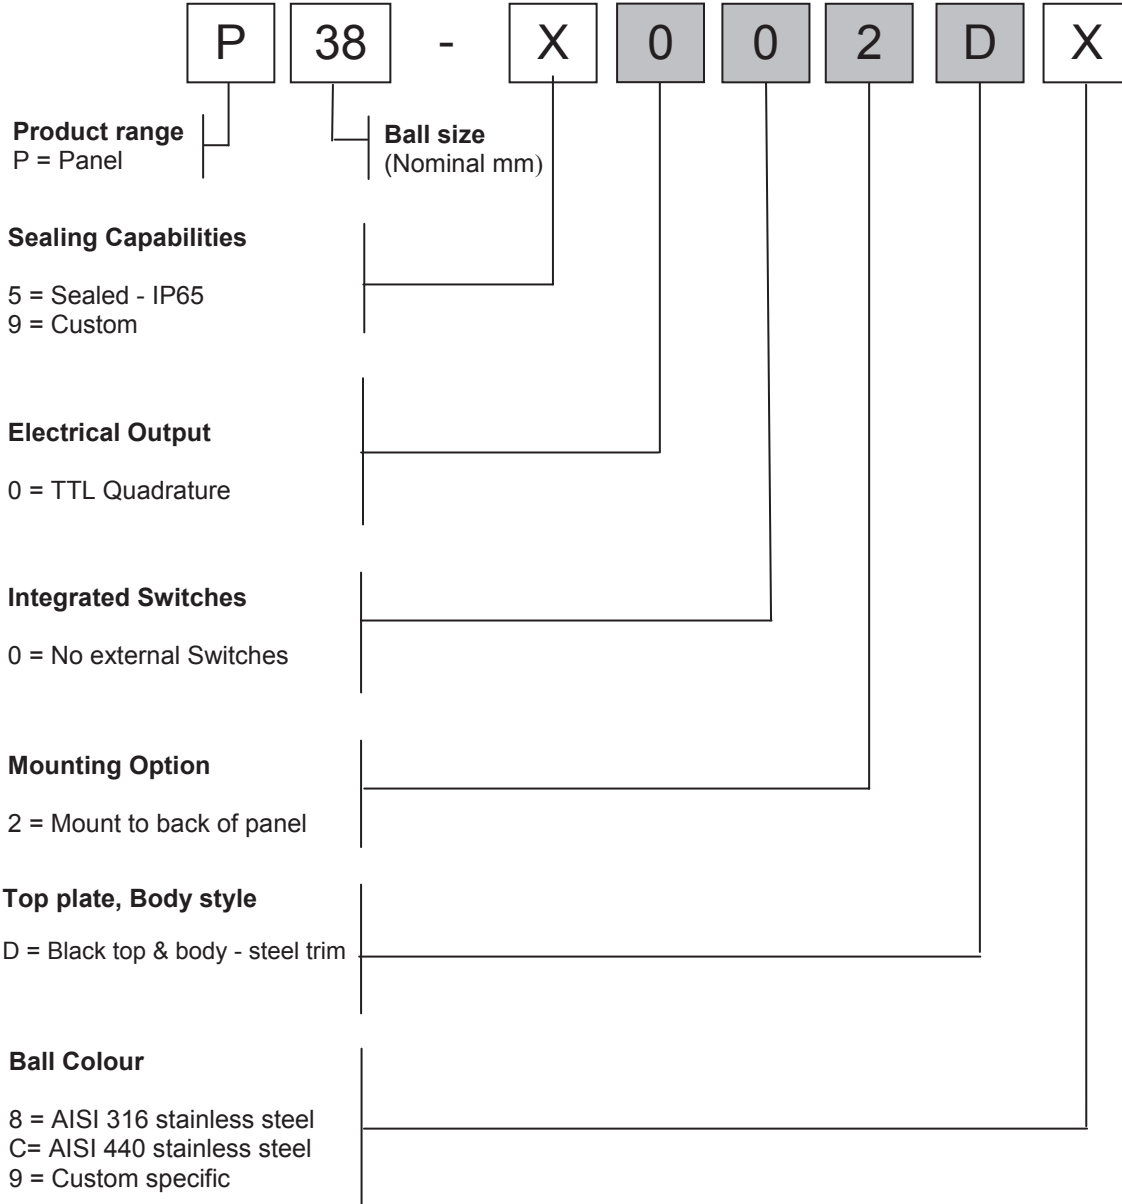 P 38 - X 0 0 2 D X
Product range
P = Panel
Ball size
(Nominal mm)
Sealing Capabilities
5 = Sealed - IP65
9 = Custom
Electrical Output
0 = TTL Quadrature
Integrated Switches
0 = No external Switches
Mounting Option
2 = Mount to back of panel
Top plate, Body style
D = Black top & body - steel trim
Ball Colour
8 = AISI 316 stainless steel
C= AISI 440 stainless steel
9 = Custom specific